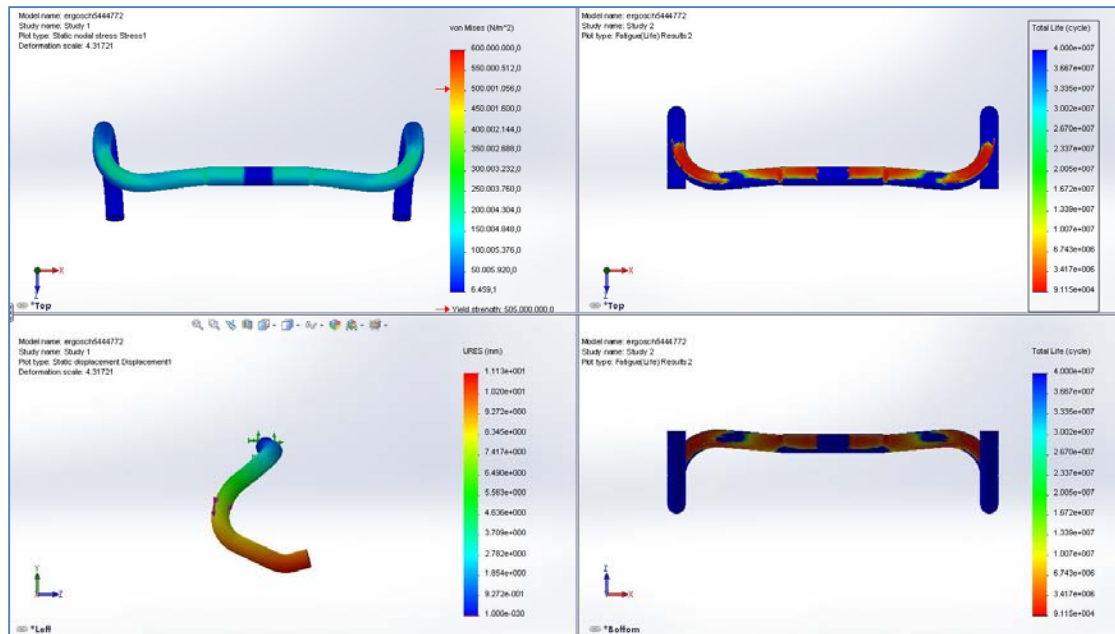 Model name: ergosch5444772
Study name: Study 1
Plot type: Static nodal stress Stress1
Deformation scale: 4.31721
von Mises (N/m^2)
600.000.000,0
550.000.512,0
500.001.056,0
450.001.600,0
400.002.144,0
350.002.688,0
300.003.232,0
250.003.760,0
200.004.304,0
150.004.848,0
100.005.376,0
50.005.920,0
6.459,1
Yield strength: 505.000.000,0
X
Z
*Top
Model name: ergosch5444772
Study name: Study 2
Plot type: Fatigue(Life) Results2
Total Life (cycle)
4.000e+007
3.667e+007
3.335e+007
3.002e+007
2.670e+007
2.337e+007
2.005e+007
1.672e+007
1.339e+007
1.007e+007
6.743e+006
3.417e+006
9.115e+004
X
Z
*Top
Model name: ergosch5444772
Study name: Study 1
Plot type: Static displacement Displacement1
Deformation scale: 4.31721
URES (mm)
1.113e+001
1.020e+001
9.272e+000
8.345e+000
7.417e+000
6.490e+000
5.563e+000
4.636e+000
3.709e+000
2.782e+000
1.854e+000
9.272e-001
1.000e-030
Y
Z
*Left
Model name: ergosch5444772
Study name: Study 2
Plot type: Fatigue(Life) Results2
Total Life (cycle)
4.000e+007
3.667e+007
3.335e+007
3.002e+007
2.670e+007
2.337e+007
2.005e+007
1.672e+007
1.339e+007
1.007e+007
6.743e+006
3.417e+006
9.115e+004
Z
X
*Bottom